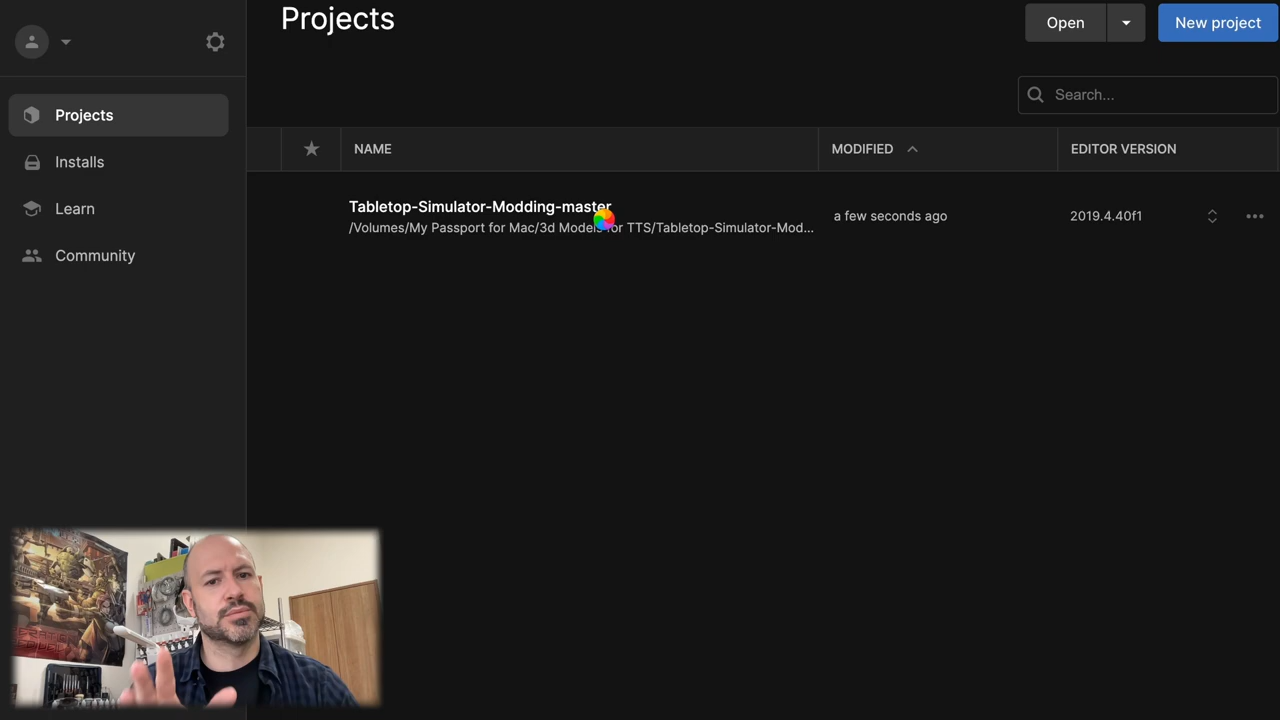 Projects
Open
New project
Search...
Projects
Installs
Learn
Community
NAME
MODIFIED
EDITOR VERSION
Tabletop-Simulator-Modding-master
/Volumes/My Passport for Mac/3d Models for TTS/Tabletop-Simulator-Mod...
a few seconds ago
2019.4.40f1